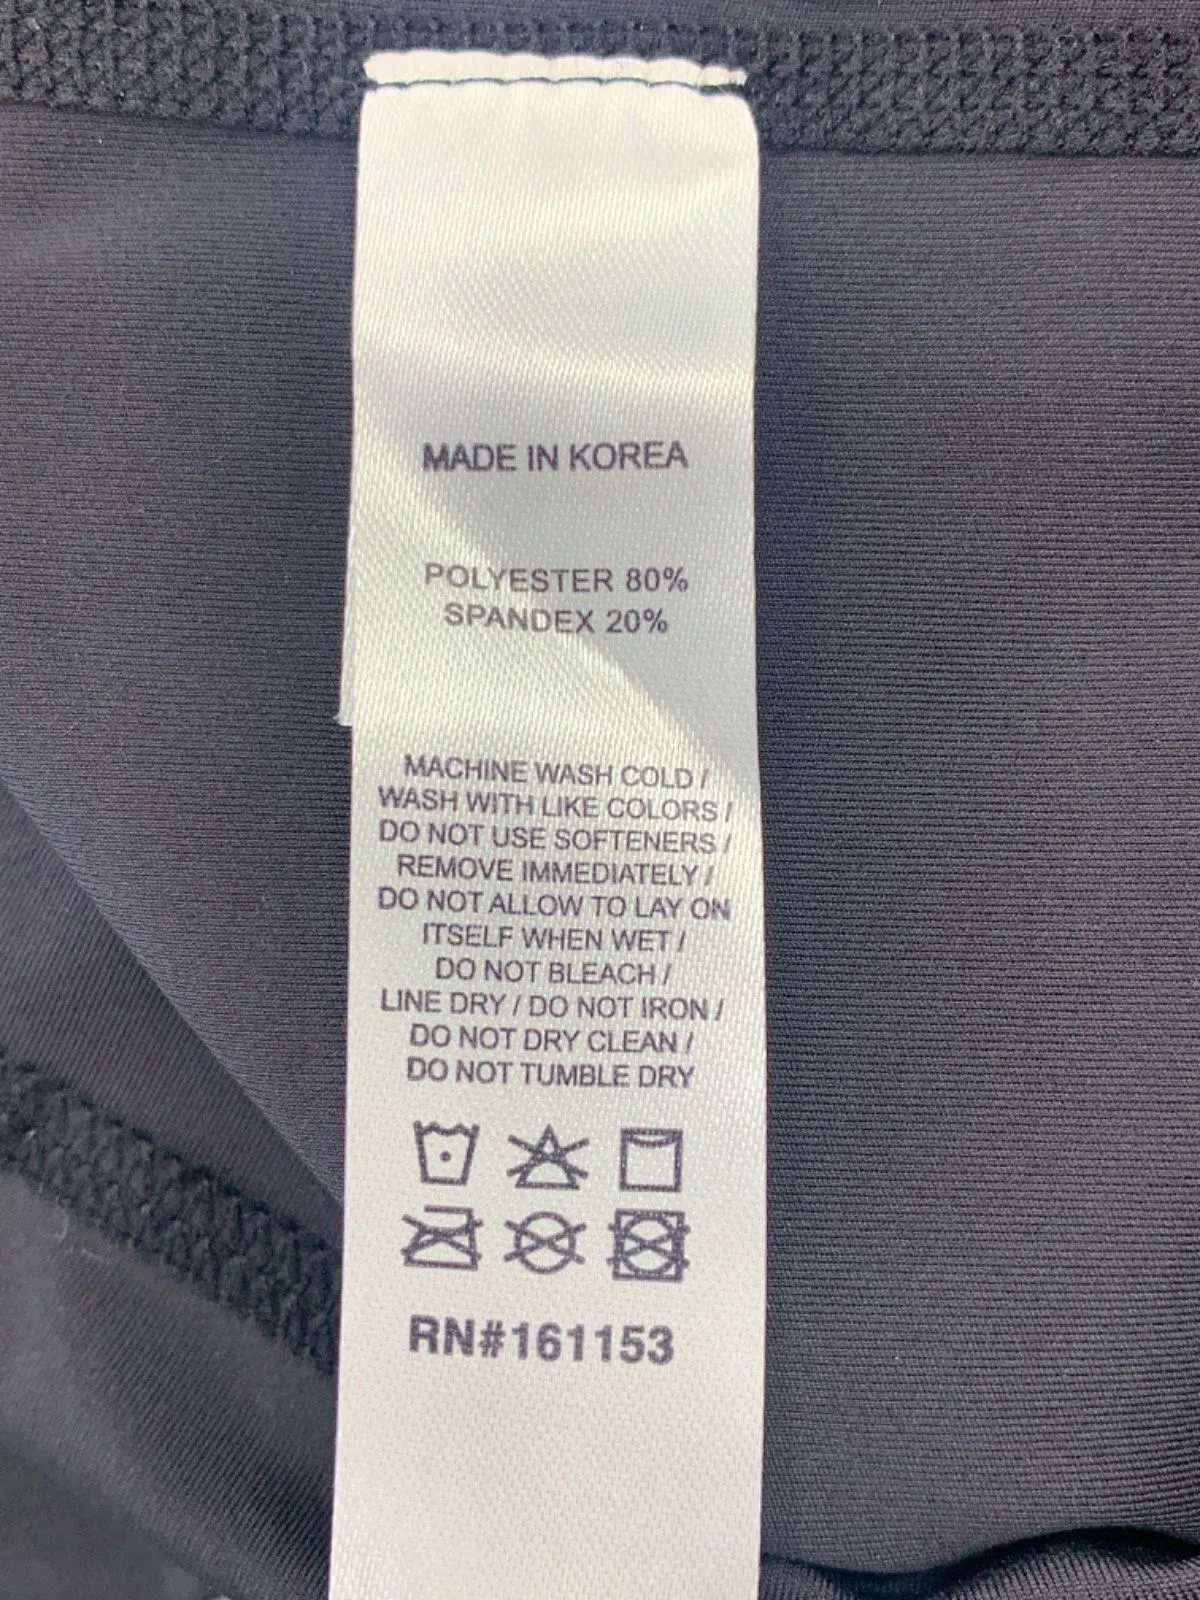 MADE IN KOREA
POLYESTER 80%
SPANDEX 20%
MACHINE WASH COLD /
WASH WITH LIKE COLORS /
DO NOT USE SOFTENERS /
REMOVE IMMEDIATELY /
DO NOT ALLOW TO LAY ON
ITSELF WHEN WET /
DO NOT BLEACH /
LINE DRY / DO NOT IRON /
DO NOT DRY CLEAN /
DO NOT TUMBLE DRY
RN#161153